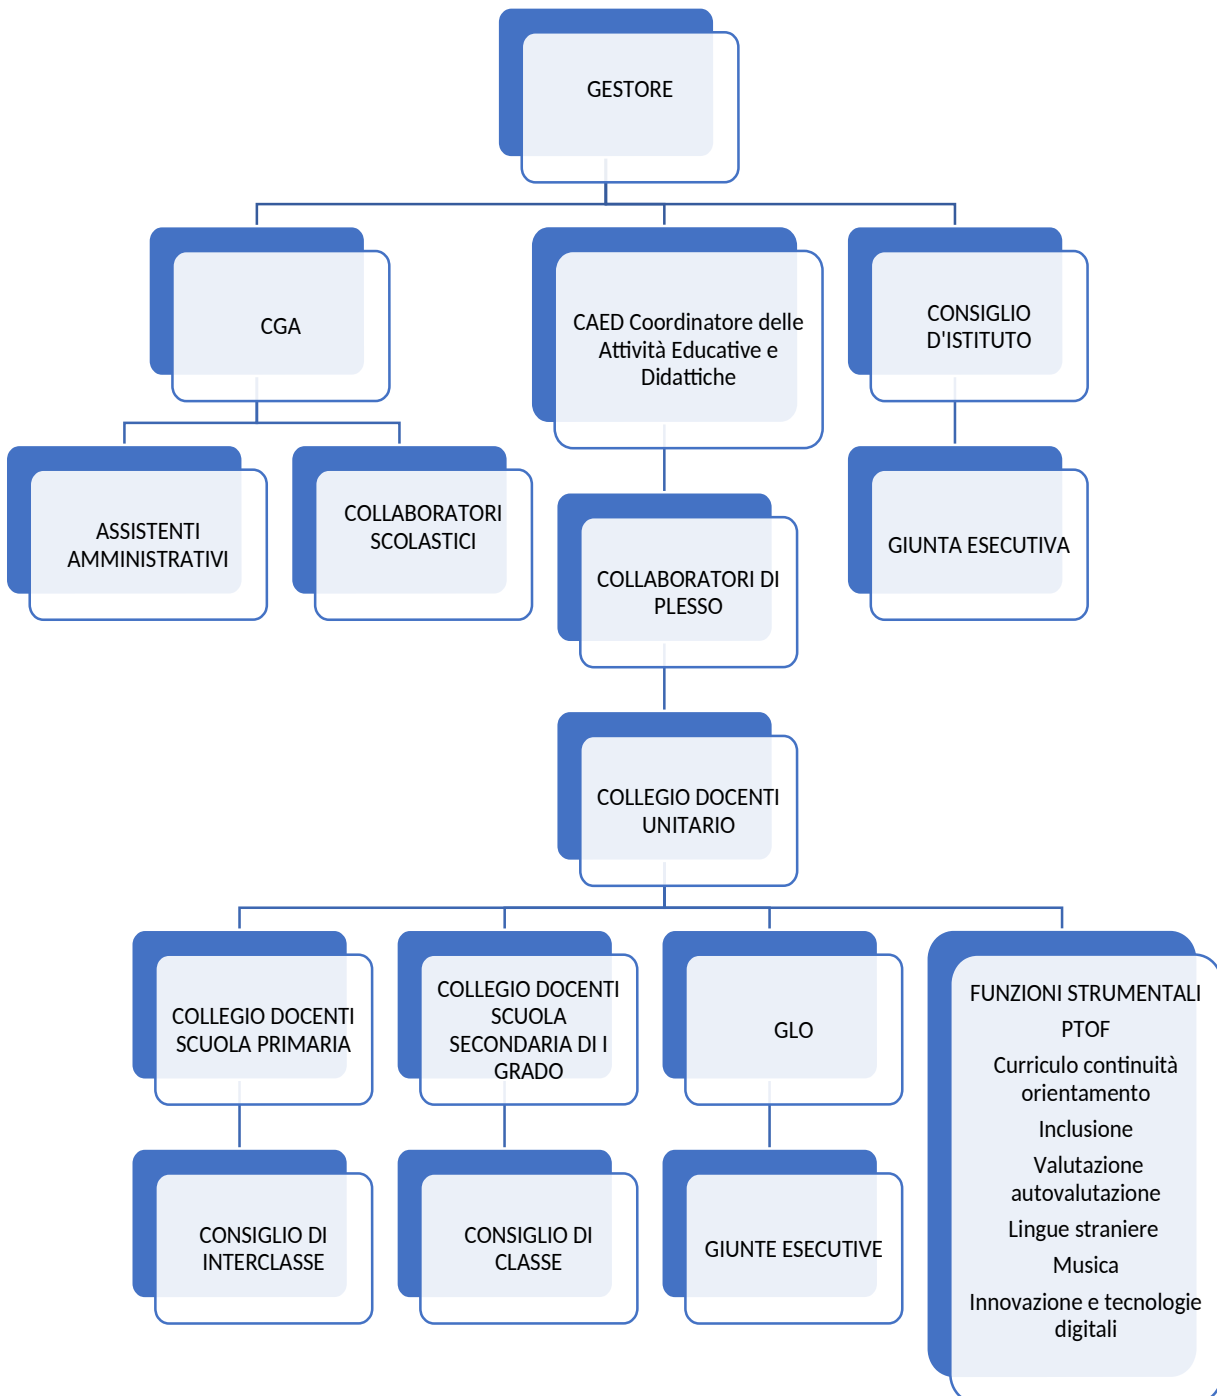 GESTORE
CGA
CAED Coordinatore delle
Attività Educative e
Didattiche
CONSIGLIO
D'ISTITUTO
ASSISTENTI
AMMINISTRATIVI
COLLABORATORI
SCOLASTICI
GIUNTA ESECUTIVA
COLLABORATORI DI
PLESSO
COLLEGIO DOCENTI
UNITARIO
COLLEGIO DOCENTI
SCUOLA PRIMARIA
COLLEGIO DOCENTI
SCUOLA
SECONDARIA DI I
GRADO
GLO
FUNZIONI STRUMENTALI
PTOF
Curriculo continuità
orientamento
Inclusione
Valutazione
autovalutazione
Lingue straniere
Musica
Innovazione e tecnologie
digitali
CONSIGLIO DI
INTERCLASSE
CONSIGLIO DI
CLASSE
GIUNTE ESECUTIVE